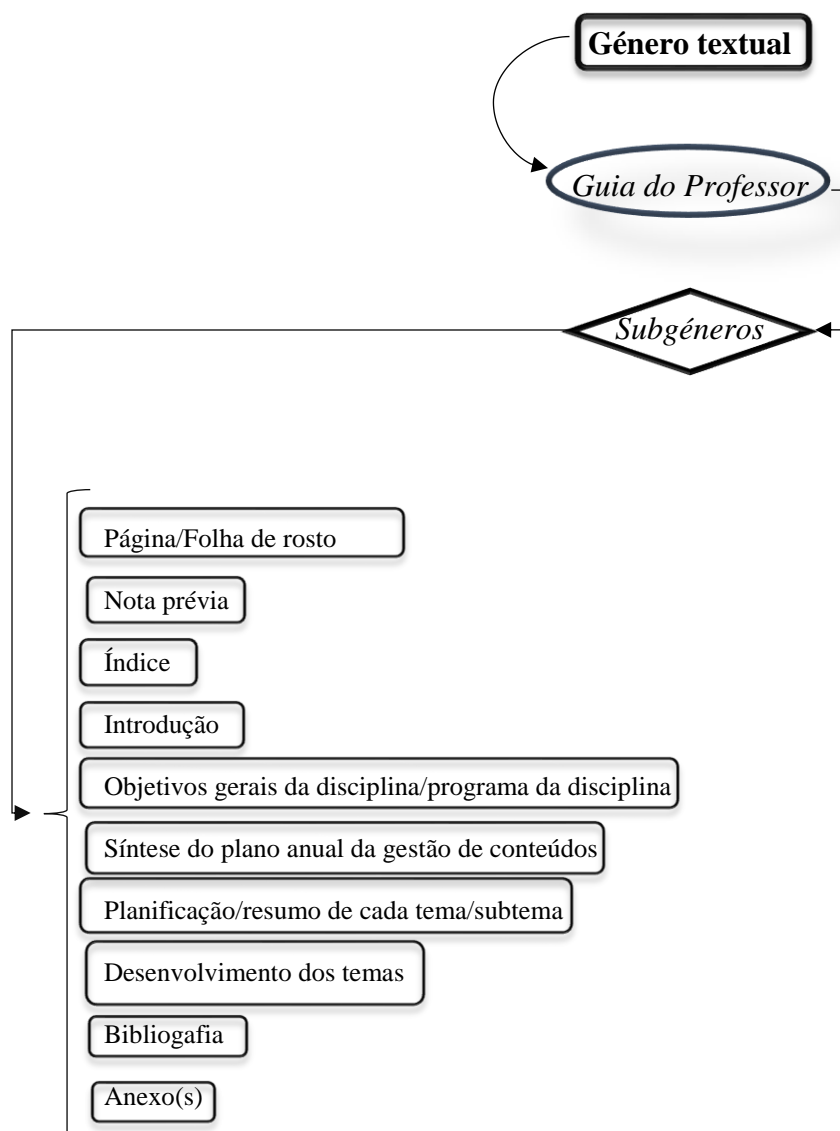 Género textual
Guia do Professor
Subgéneros
Página/Folha de rosto
Nota prévia
Índice
Introdução
Objetivos gerais da disciplina/programa da disciplina
Síntese do plano anual da gestão de conteúdos
Planificação/resumo de cada tema/subtema
Desenvolvimento dos temas
Bibliogafia
Anexo(s)